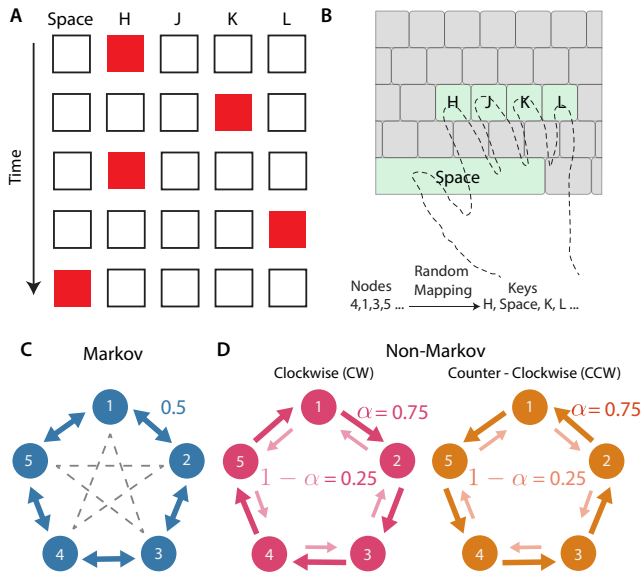 A
Space H J K L
Time
B
H J K L
Space
Nodes
4,1,3,5 ...
Random
Mapping
Keys
H, Space, K, L ...
C
Markov
1
0.5
5
2
4
3
D
Non-Markov
Clockwise (CW)
1
α = 0.75
5
2
1 − α = 0.25
4
3
Counter - Clockwise (CCW)
1
α = 0.75
5
2
1 − α = 0.25
4
3